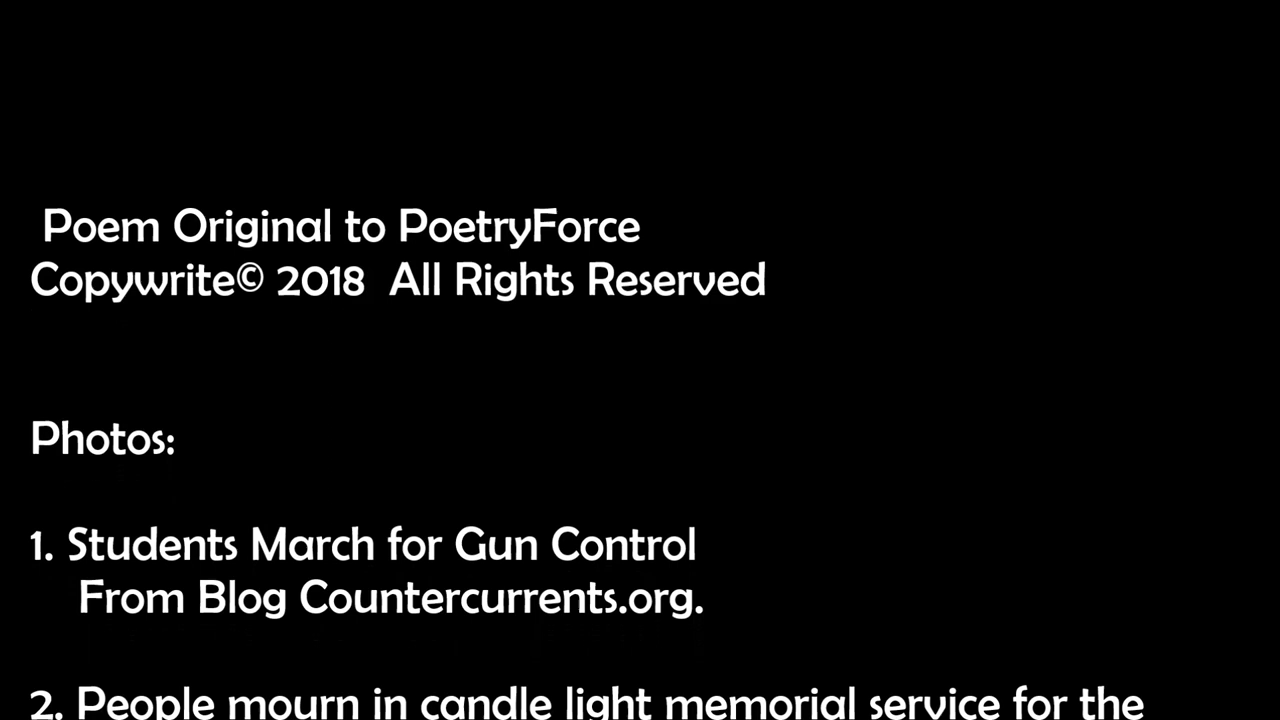 Poem Original to PoetryForce
Copywrite© 2018 All Rights Reserved
Photos:
1. Students March for Gun Control
From Blog Countercurrents.org.
2. People mourn in candle light memorial service for the